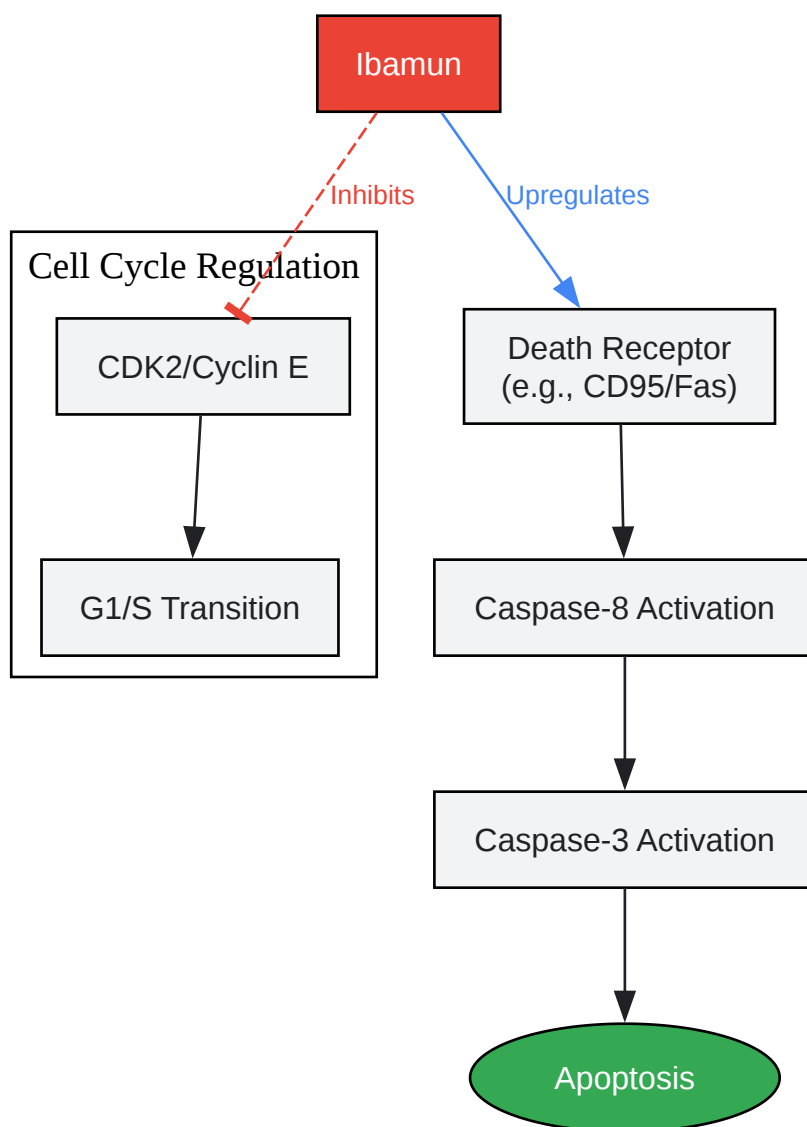 Ibamun
Inhibits
Upregulates
Cell Cycle Regulation
CDK2/Cyclin E
Death Receptor
(e.g., CD95/Fas)
G1/S Transition
Caspase-8 Activation
Caspase-3 Activation
Apoptosis